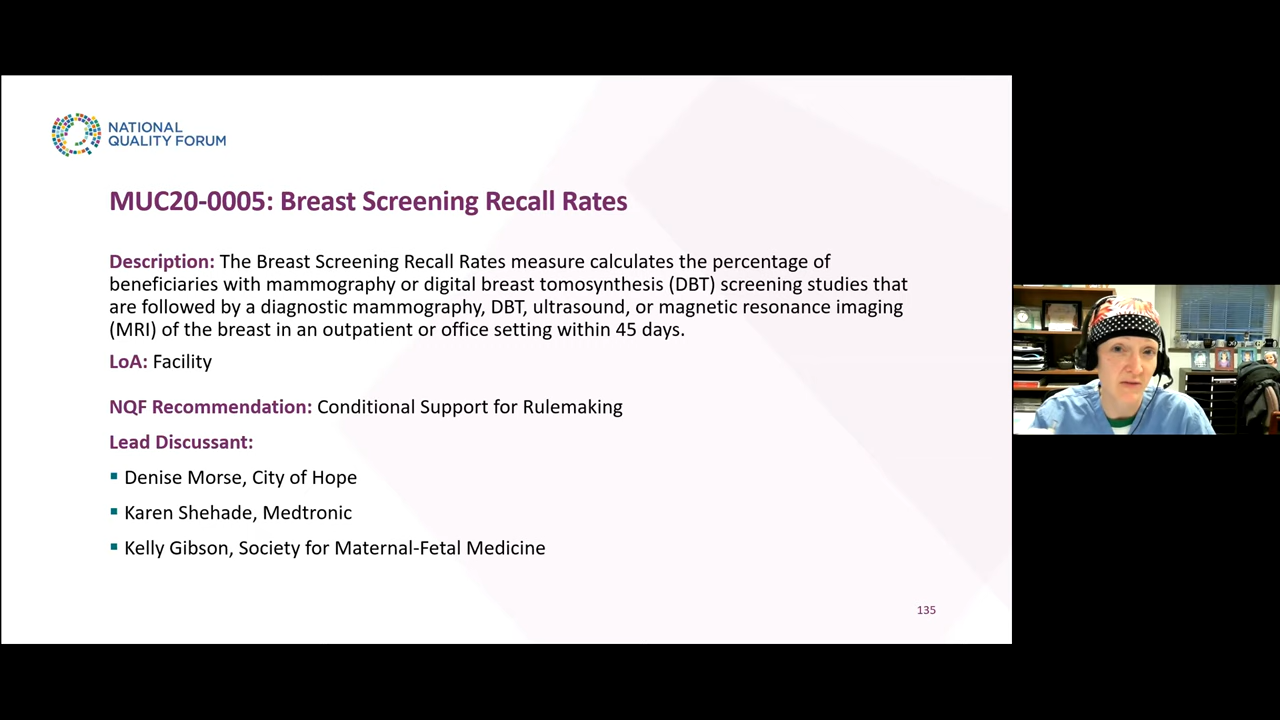 NATIONAL
QUALITY FORUM
MUC20-0005: Breast Screening Recall Rates
Description: The Breast Screening Recall Rates measure calculates the percentage of
beneficiaries with mammography or digital breast tomosynthesis (DBT) screening studies that
are followed by a diagnostic mammography, DBT, ultrasound, or magnetic resonance imaging
(MRI) of the breast in an outpatient or office setting within 45 days.
LoA: Facility
NQF Recommendation: Conditional Support for Rulemaking
Lead Discussant:
▪ Denise Morse, City of Hope
▪ Karen Shehade, Medtronic
▪ Kelly Gibson, Society for Maternal-Fetal Medicine
135